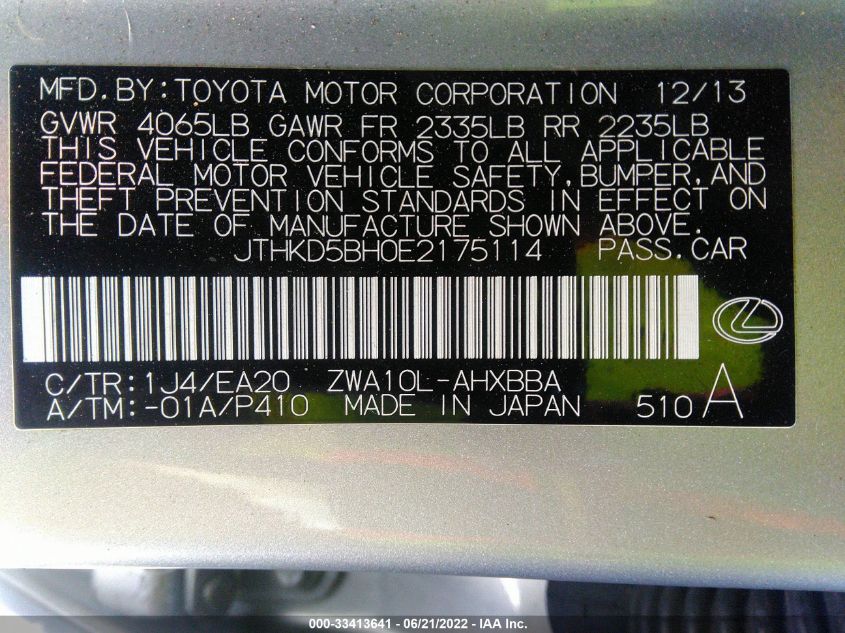 MFD. BY: TOYOTA MOTOR CORPORATION 12/13
GVWR 4065LB GAWR FR 2335LB RR 2235LB
THIS VEHICLE CONFORMS TO ALL APPLICABLE
FEDERAL MOTOR VEHICLE SAFETY, BUMPER, AND
THEFT PREVENTION STANDARDS IN EFFECT ON
THE DATE OF MANUFACTURE SHOWN ABOVE.
JTHKD5BH0E2175114 PASS. CAR
C/TR: 1J4/EA20 ZWA10L-AHXBBA
A/TM: -01A/P410 MADE IN JAPAN 510 A
000-33413641 - 06/21/2022 - IAA Inc.